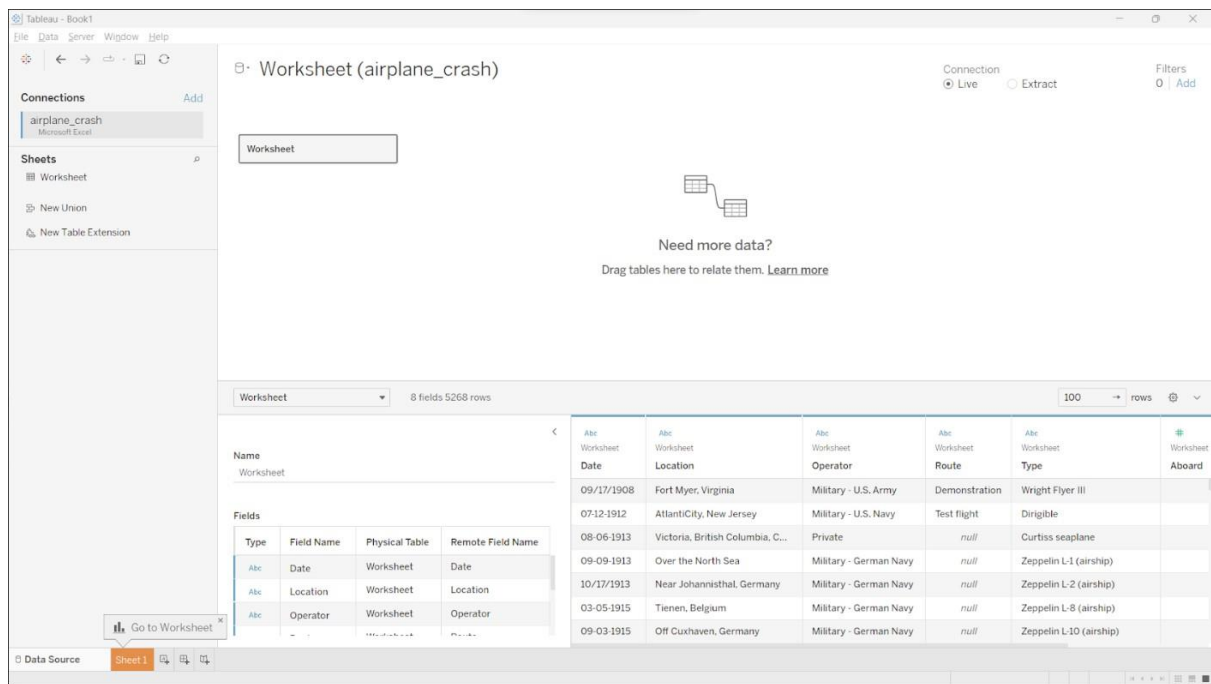 Tableau - Book1
File Data Server Window Help
Connections Add
airplane_crash
Microsoft Excel
Sheets
Worksheet
New Union
New Table Extension
Worksheet (airplane_crash)
Connection
Live Extract
Filters
0 Add
Worksheet
Need more data?
Drag tables here to relate them. Learn more
Worksheet 8 fields 5268 rows 100 rows
Name
Worksheet
Fields
Type Field Name Physical Table Remote Field Name
Abc Date Worksheet Date
Abc Location Worksheet Location
Abc Operator Worksheet Operator
Abc Abc Abc Abc Abc #
Worksheet Worksheet Worksheet Worksheet Worksheet Worksheet
Date Location Operator Route Type Aboard
09/17/1908 Fort Myer, Virginia Military - U.S. Army Demonstration Wright Flyer III
07-12-1912 AtlantiCity, New Jersey Military - U.S. Navy Test flight Dirigible
08-06-1913 Victoria, British Columbia, C... Private null Curtiss seaplane
09-09-1913 Over the North Sea Military - German Navy null Zeppelin L-1 (airship)
10/17/1913 Near Johannisthal, Germany Military - German Navy null Zeppelin L-2 (airship)
03-05-1915 Tienen, Belgium Military - German Navy null Zeppelin L-8 (airship)
09-03-1915 Off Cuxhaven, Germany Military - German Navy null Zeppelin L-10 (airship)
Go to Worksheet
Data Source Sheet 1